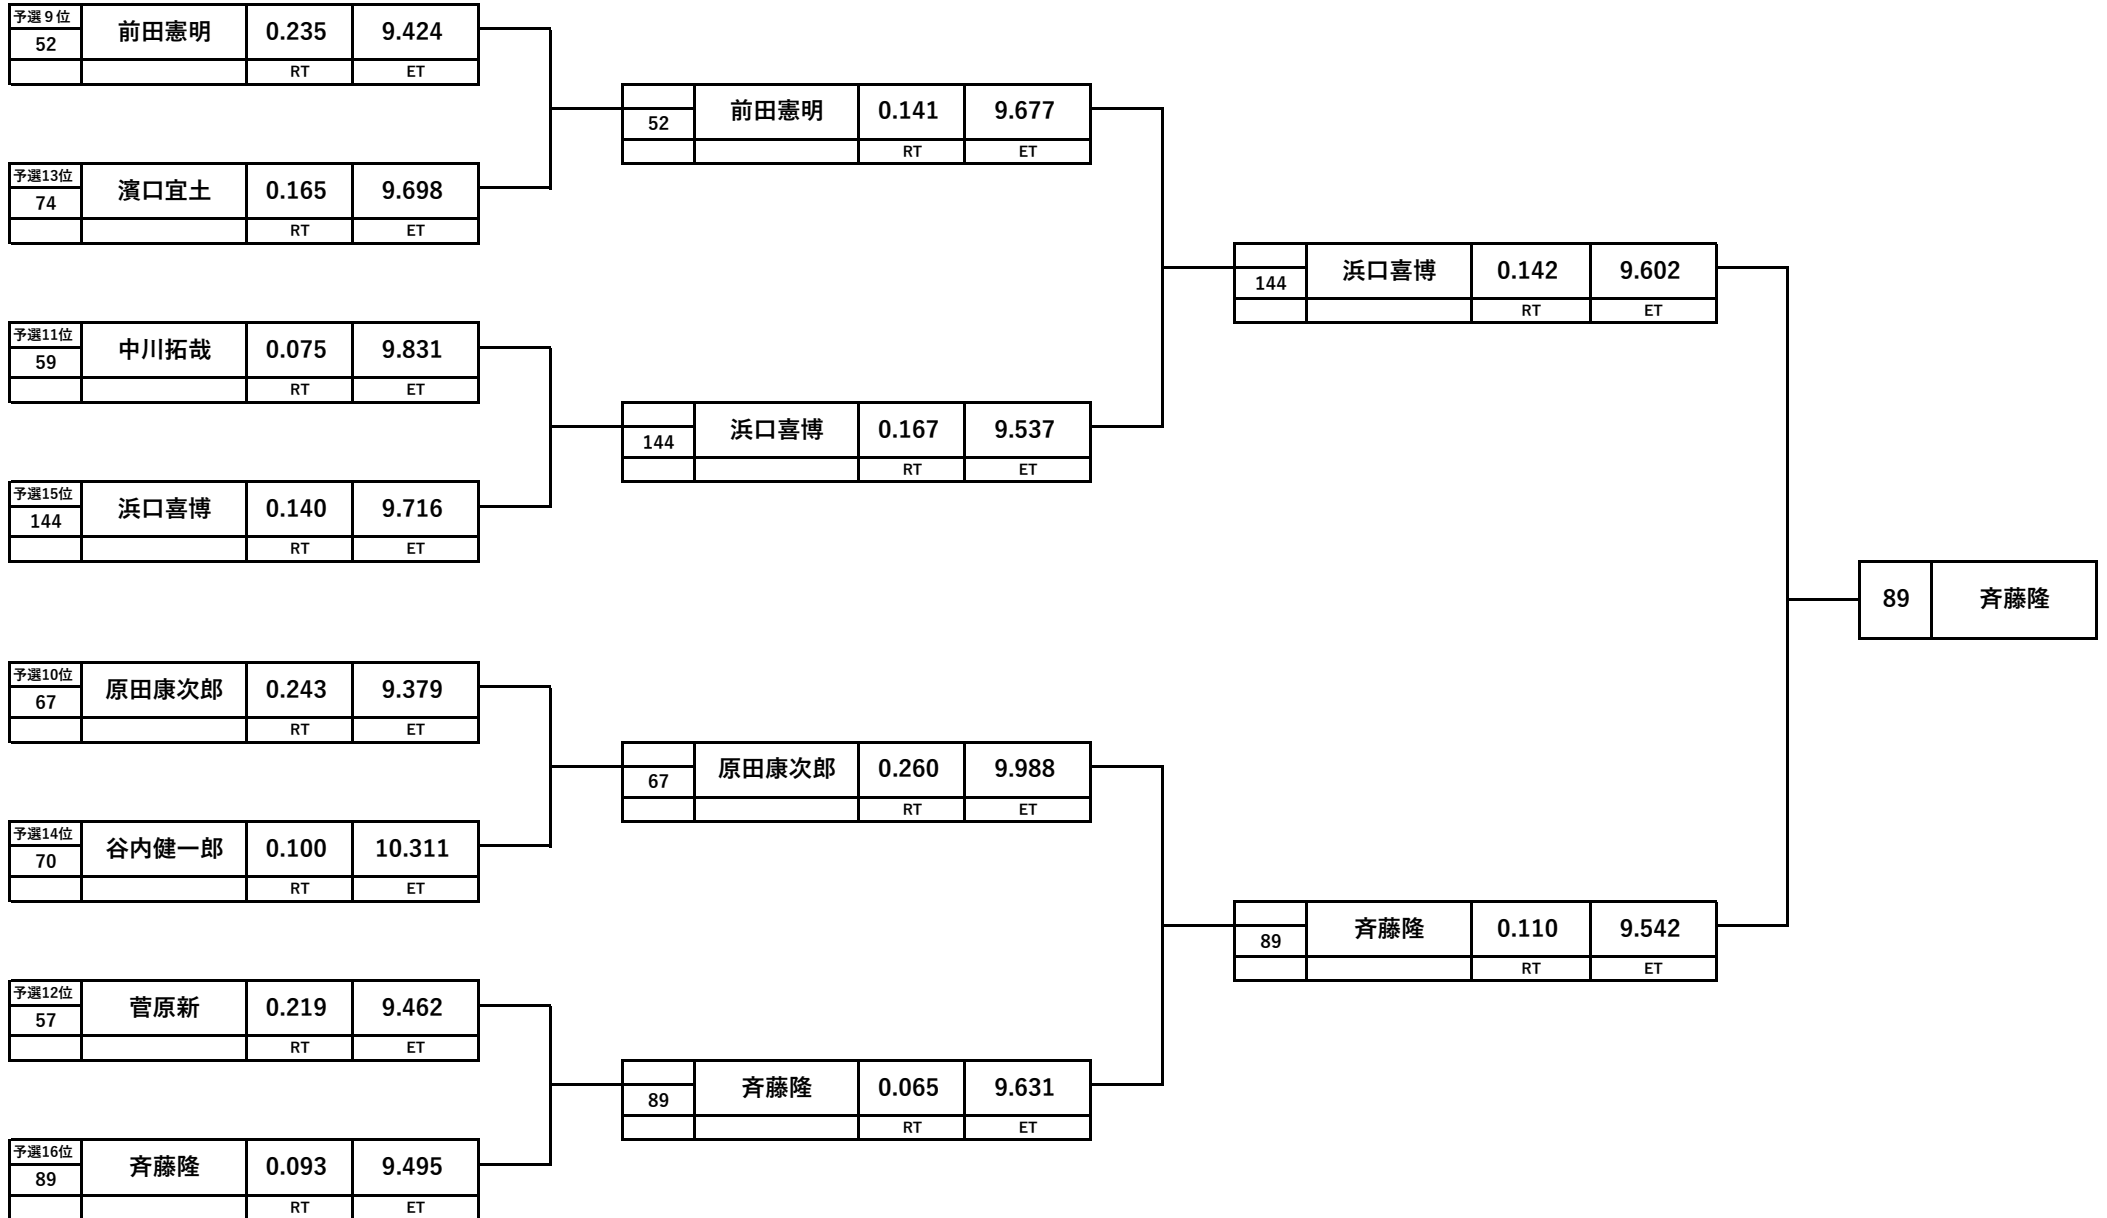 予選９位
52 前田憲明 0.235 9.424
RT ET
予選13位
74 濱口宜土 0.165 9.698
RT ET
予選11位
59 中川拓哉 0.075 9.831
RT ET
予選15位
144 浜口喜博 0.140 9.716
RT ET
予選10位
67 原田康次郎 0.243 9.379
RT ET
予選14位
70 谷内健一郎 0.100 10.311
RT ET
予選12位
57 菅原新 0.219 9.462
RT ET
予選16位
89 斉藤隆 0.093 9.495
RT ET
52 前田憲明 0.141 9.677
RT ET
144 浜口喜博 0.167 9.537
RT ET
67 原田康次郎 0.260 9.988
RT ET
89 斉藤隆 0.065 9.631
RT ET
144 浜口喜博 0.142 9.602
RT ET
89 斉藤隆 0.110 9.542
RT ET
89 斉藤隆